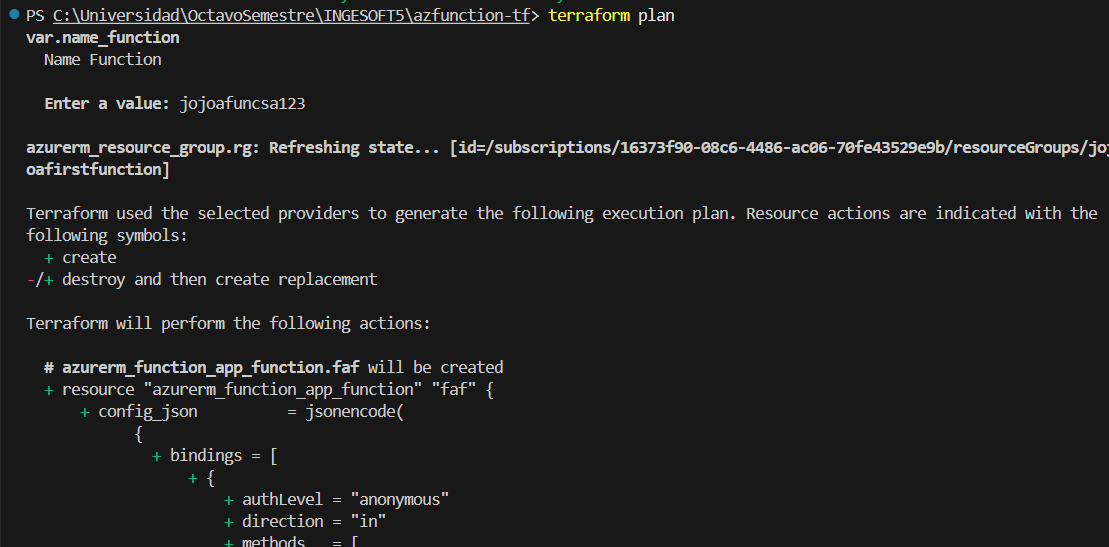 PS C:\Universidad\OctavoSemestre\INGESOFT5\azfunction-tf> terraform plan
var.name_function
  Name Function

  Enter a value: jojoafuncsa123

azurerm_resource_group.rg: Refreshing state... [id=/subscriptions/16373f90-08c6-4486-ac06-70fe43529e9b/resourceGroups/joj
oafirstfunction]

Terraform used the selected providers to generate the following execution plan. Resource actions are indicated with the
following symbols:
  + create
-/+ destroy and then create replacement

Terraform will perform the following actions:

  # azurerm_function_app_function.faf will be created
  + resource "azurerm_function_app_function" "faf" {
      + config_json          = jsonencode(
            {
              + bindings = [
                  + {
                      + authLevel = "anonymous"
                      + direction = "in"
                      + methods   = [